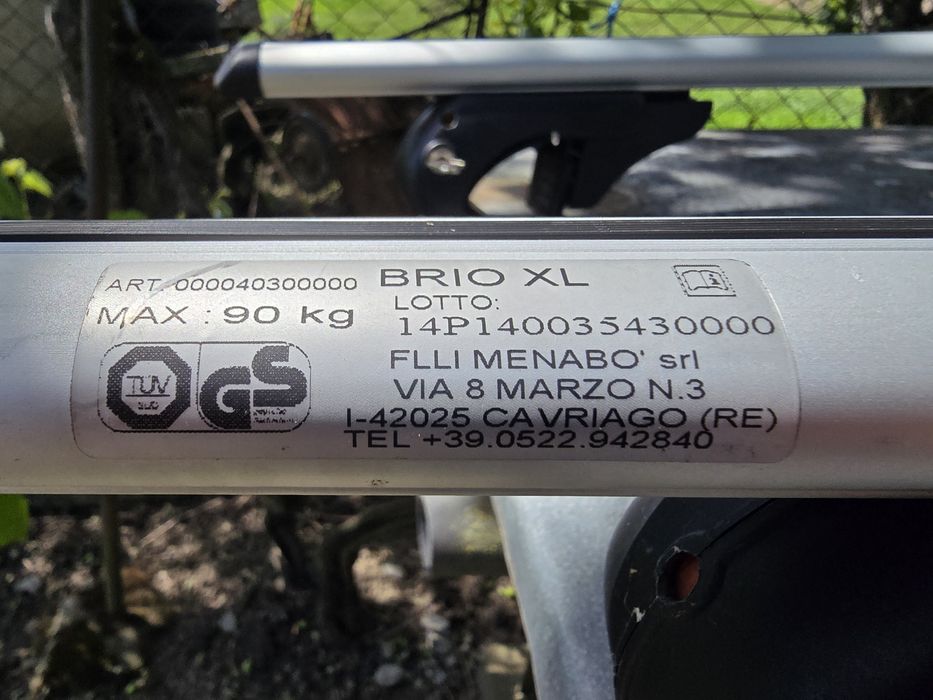 ART. 000040300000 BRIO XL
MAX : 90 kg
LOTTO:
14P140035430000
TÜV
SÜD
GS
FLLI MENABO' srl
VIA 8 MARZO N.3
I-42025 CAVRIAGO (RE)
TEL +39.0522.942840